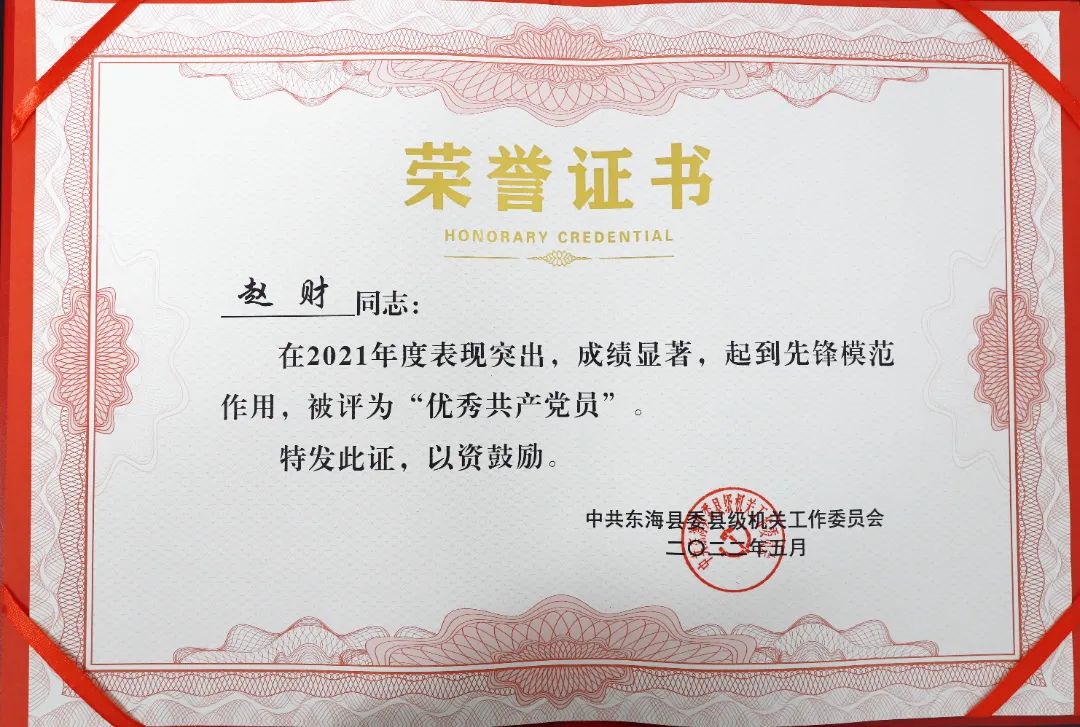 荣誉证书
HONORARY CREDENTIAL
赵 财 同志：
在2021年度表现突出，成绩显著，起到先锋模范
作用，被评为“优秀共产党员”。
特发此证，以资鼓励。
中共东海县委县级机关工作委员会
二〇二二年五月